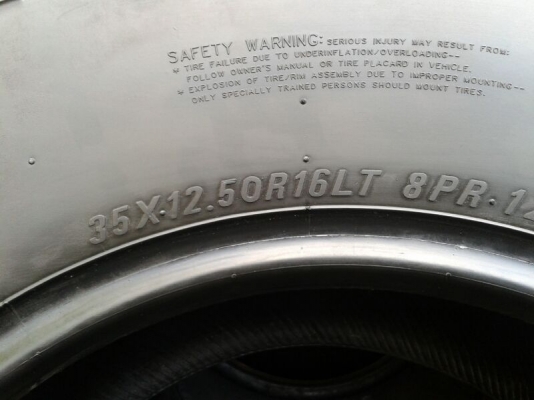 SAFETY WARNING: SERIOUS INJURY MAY RESULT FROM:
* TIRE FAILURE DUE TO UNDERINFLATION/OVERLOADING--
FOLLOW OWNER'S MANUAL OR TIRE PLACARD IN VEHICLE.
* EXPLOSION OF TIRE/RIM ASSEMBLY DUE TO IMPROPER MOUNTING--
ONLY SPECIALLY TRAINED PERSONS SHOULD MOUNT TIRES.
35X12.50R16LT 8PR